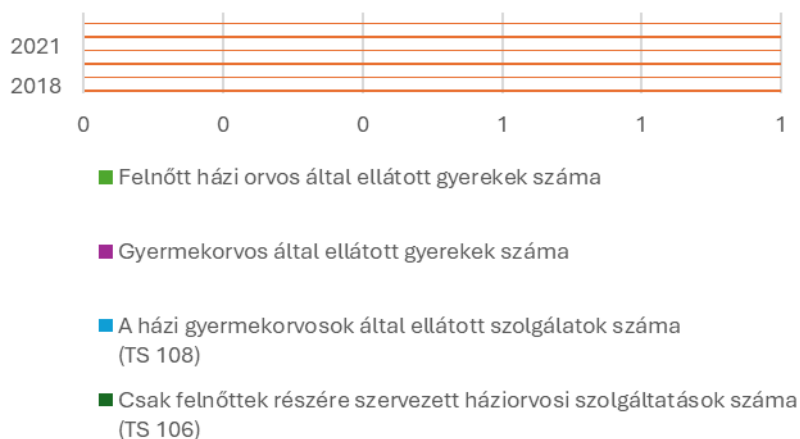 2021
2018
0 0 0 1 1 1
Felnőtt házi orvos által ellátott gyerekek száma
Gyermekorvos által ellátott gyerekek száma
A házi gyermekorvosok által ellátott szolgálatok száma
(TS 108)
Csak felnőttek részére szervezett háziorvosi szolgáltatások száma
(TS 106)